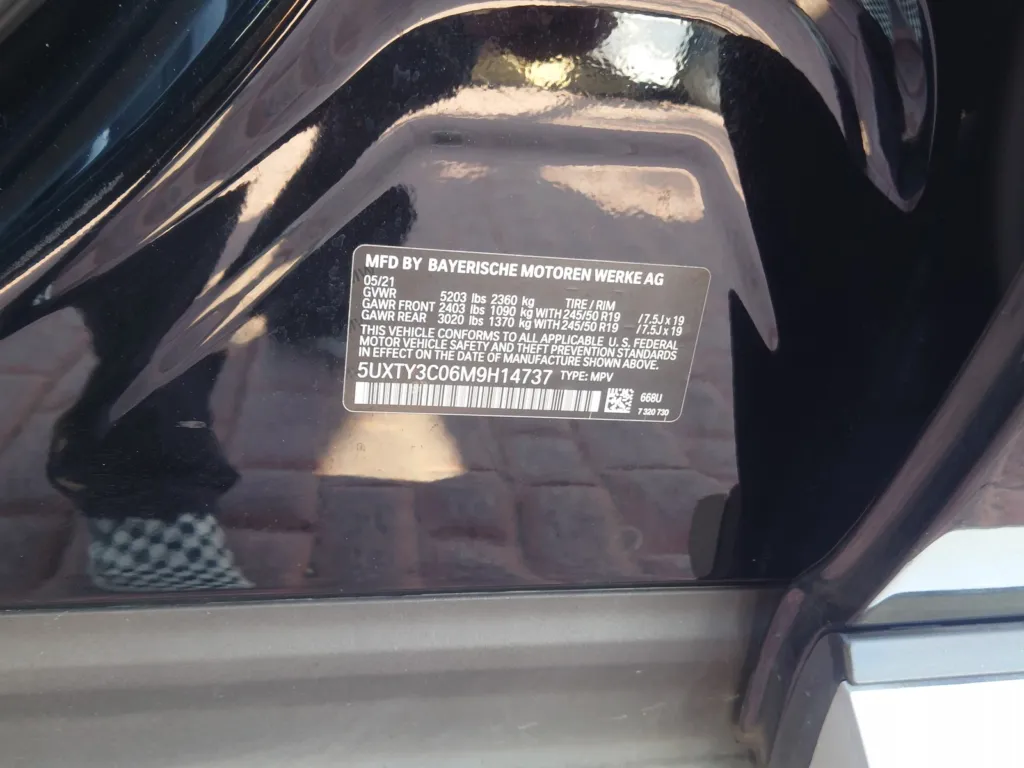 MFD BY BAYERISCHE MOTOREN WERKE AG
05/21
GVWR 5203 lbs 2360 kg TIRE / RIM
GAWR FRONT 2403 lbs 1090 kg WITH 245/50 R19 /7.5J x 19
GAWR REAR 3020 lbs 1370 kg WITH 245/50 R19 /7.5J x 19
THIS VEHICLE CONFORMS TO ALL APPLICABLE U. S. FEDERAL
MOTOR VEHICLE SAFETY AND THEFT PREVENTION STANDARDS
IN EFFECT ON THE DATE OF MANUFACTURE SHOWN ABOVE.
5UXTY3C06M9H14737 TYPE: MPV
668U
7 320 730